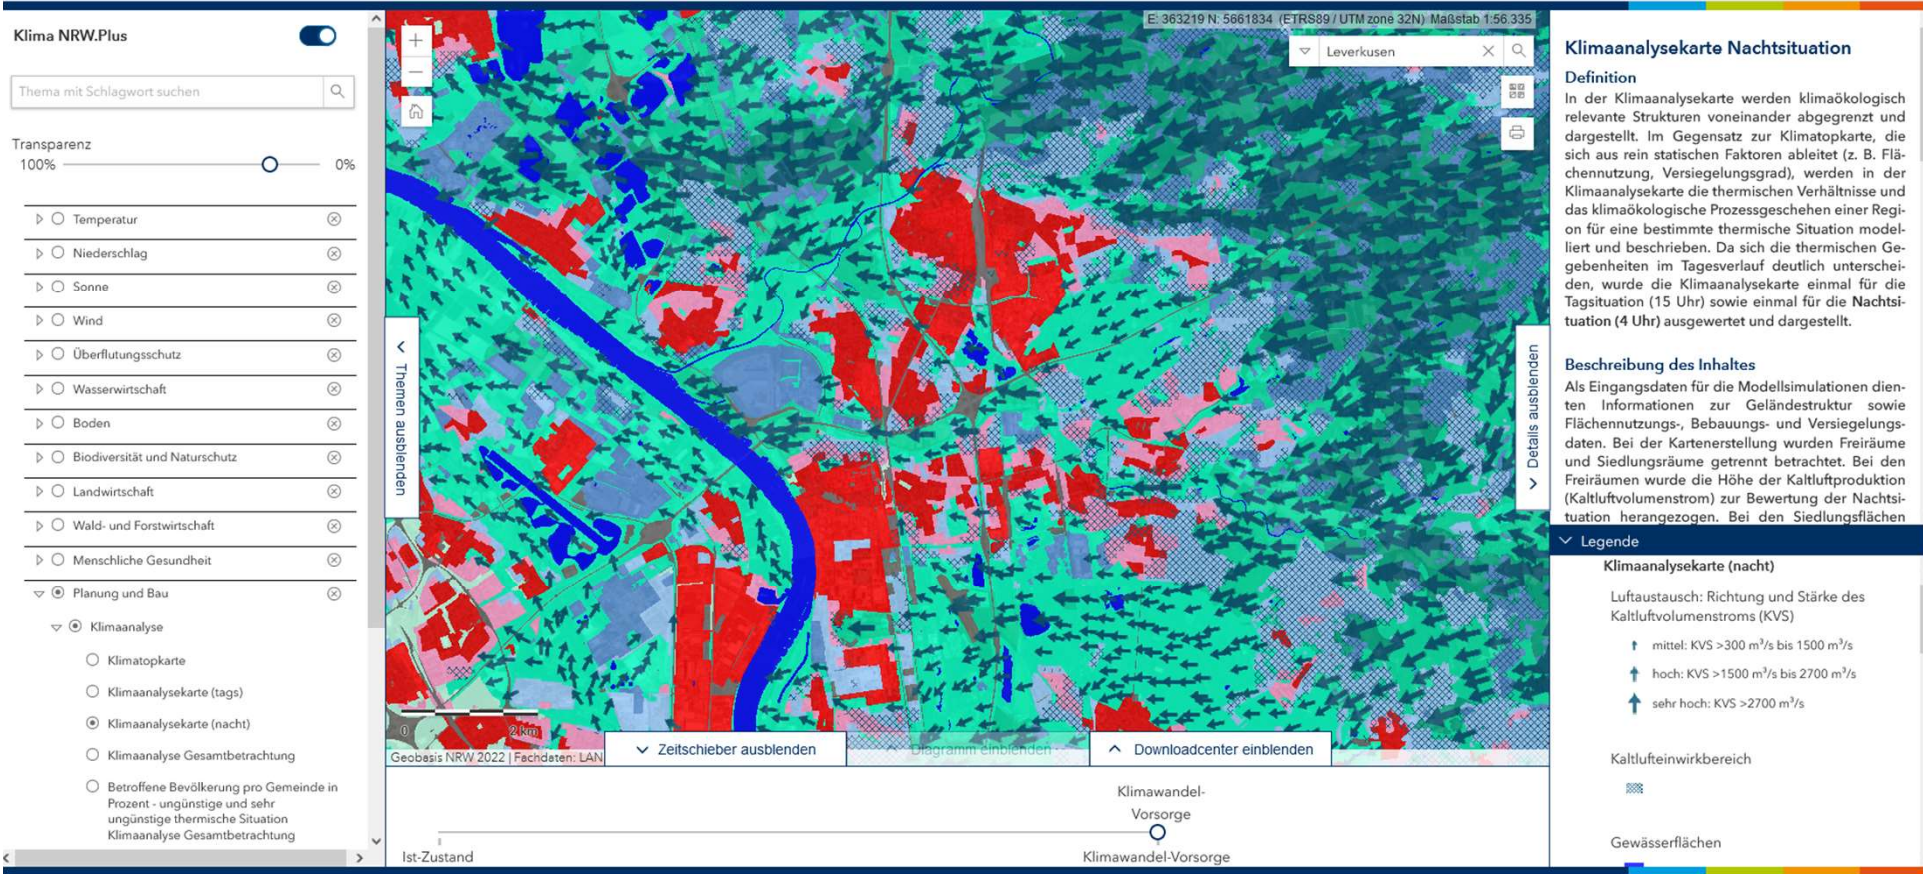 Klima NRW.Plus
Thema mit Schlagwort suchen
Transparenz
100%
0%
Temperatur
Niederschlag
Sonne
Wind
Überflutungsschutz
Wasserwirtschaft
Boden
Biodiversität und Naturschutz
Landwirtschaft
Wald- und Forstwirtschaft
Menschliche Gesundheit
Planung und Bau
Klimaanalyse
Klimatopkarte
Klimaanalysekarte (tags)
Klimaanalysekarte (nacht)
Klimaanalyse Gesamtbetrachtung
Betroffene Bevölkerung pro Gemeinde in
Prozent - ungünstige und sehr
ungünstige thermische Situation
Klimaanalyse Gesamtbetrachtung
E: 363219 N: 5661834 (ETRS89 / UTM zone 32N) Maßstab 1:56.335
Leverkusen
Themen ausblenden
Details ausblenden
0
2 km
Geobasis NRW 2022 | Fachdaten: LAN
Zeitschieber ausblenden
Diagramm einblenden
Downloadcenter einblenden
Klimawandel-
Vorsorge
Ist-Zustand
Klimawandel-Vorsorge
Klimaanalysekarte Nachtsituation
Definition
In der Klimaanalysekarte werden klimaökologisch
relevante Strukturen voneinander abgegrenzt und
dargestellt. Im Gegensatz zur Klimatopkarte, die
sich aus rein statischen Faktoren ableitet (z. B. Flä-
chennutzung, Versiegelungsgrad), werden in der
Klimaanalysekarte die thermischen Verhältnisse und
das klimaökologische Prozessgeschehen einer Regi-
on für eine bestimmte thermische Situation model-
liert und beschrieben. Da sich die thermischen Ge-
gebenheiten im Tagesverlauf deutlich unterschei-
den, wurde die Klimaanalysekarte einmal für die
Tagsituation (15 Uhr) sowie einmal für die Nachtsi-
tuation (4 Uhr) ausgewertet und dargestellt.
Beschreibung des Inhaltes
Als Eingangsdaten für die Modellsimulationen dien-
ten Informationen zur Geländestruktur sowie
Flächennutzungs-, Bebauungs- und Versiegelungs-
daten. Bei der Kartenerstellung wurden Freiräume
und Siedlungsräume getrennt betrachtet. Bei den
Freiräumen wurde die Höhe der Kaltluftproduktion
(Kaltluftvolumenstrom) zur Bewertung der Nachtsi-
tuation herangezogen. Bei den Siedlungsflächen
Legende
Klimaanalysekarte (nacht)
Luftaustausch: Richtung und Stärke des
Kaltluftvolumenstroms (KVS)
mittel: KVS >300 m³/s bis 1500 m³/s
hoch: KVS >1500 m³/s bis 2700 m³/s
sehr hoch: KVS >2700 m³/s
Kaltlufteinwirkbereich
Gewässerflächen